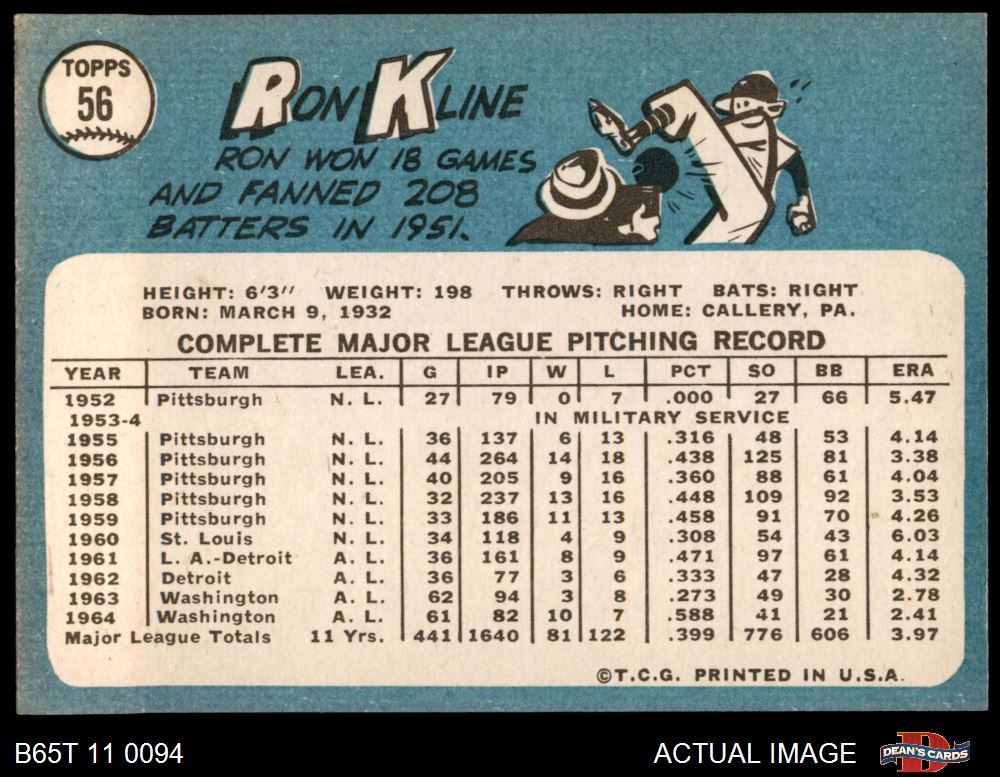 TOPPS
56
RON KLINE
RON WON 18 GAMES
AND FANNED 208
BATTERS IN 1951.
HEIGHT: 6'3" WEIGHT: 198 THROWS: RIGHT BATS: RIGHT
BORN: MARCH 9, 1932 HOME: CALLERY, PA.
COMPLETE MAJOR LEAGUE PITCHING RECORD
YEAR TEAM LEA. G IP W L PCT SO BB ERA
1952 Pittsburgh N. L. 27 79 0 7 .000 27 66 5.47
1953-4 IN MILITARY SERVICE
1955 Pittsburgh N. L. 36 137 6 13 .316 48 53 4.14
1956 Pittsburgh N. L. 44 264 14 18 .438 125 81 3.38
1957 Pittsburgh N. L. 40 205 9 16 .360 88 61 4.04
1958 Pittsburgh N. L. 32 237 13 16 .448 109 92 3.53
1959 Pittsburgh N. L. 33 186 11 13 .458 91 70 4.26
1960 St. Louis N. L. 34 118 4 9 .308 54 43 6.03
1961 L. A.-Detroit A. L. 36 161 8 9 .471 97 61 4.14
1962 Detroit A. L. 36 77 3 6 .333 47 28 4.32
1963 Washington A. L. 62 94 3 8 .273 49 30 2.78
1964 Washington A. L. 61 82 10 7 .588 41 21 2.41
Major League Totals 11 Yrs. 441 1640 81 122 .399 776 606 3.97
©T.C.G. PRINTED IN U.S.A.
B65T 11 0094 ACTUAL IMAGE DEAN'S CARDS